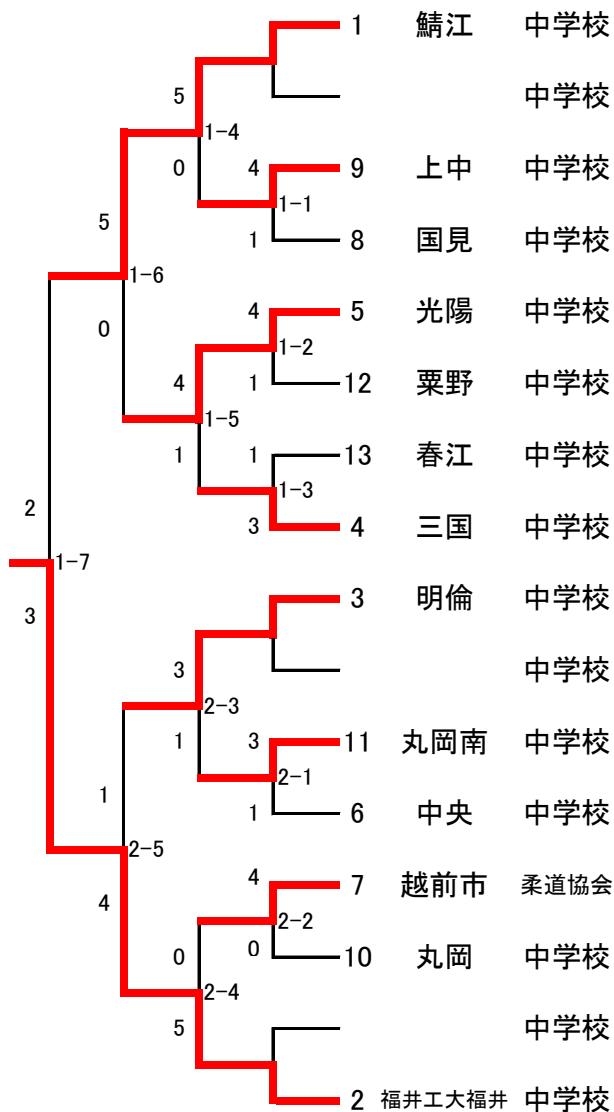 1 鯖江 中学校
5 中学校
1-4
0 4 9 上中 中学校
1-1
5 1 8 国見 中学校
1-6
0 4 5 光陽 中学校
1-2
4 1 12 粟野 中学校
1-5
1 1 13 春江 中学校
1-3
2 3 4 三国 中学校
1-7
3 3 明倫 中学校
3 中学校
2-3
1 3 11 丸岡南 中学校
2-1
1 1 6 中央 中学校
2-5
4 4 7 越前市 柔道協会
2-2
0 0 10 丸岡 中学校
2-4
5 中学校
2 福井工大福井 中学校